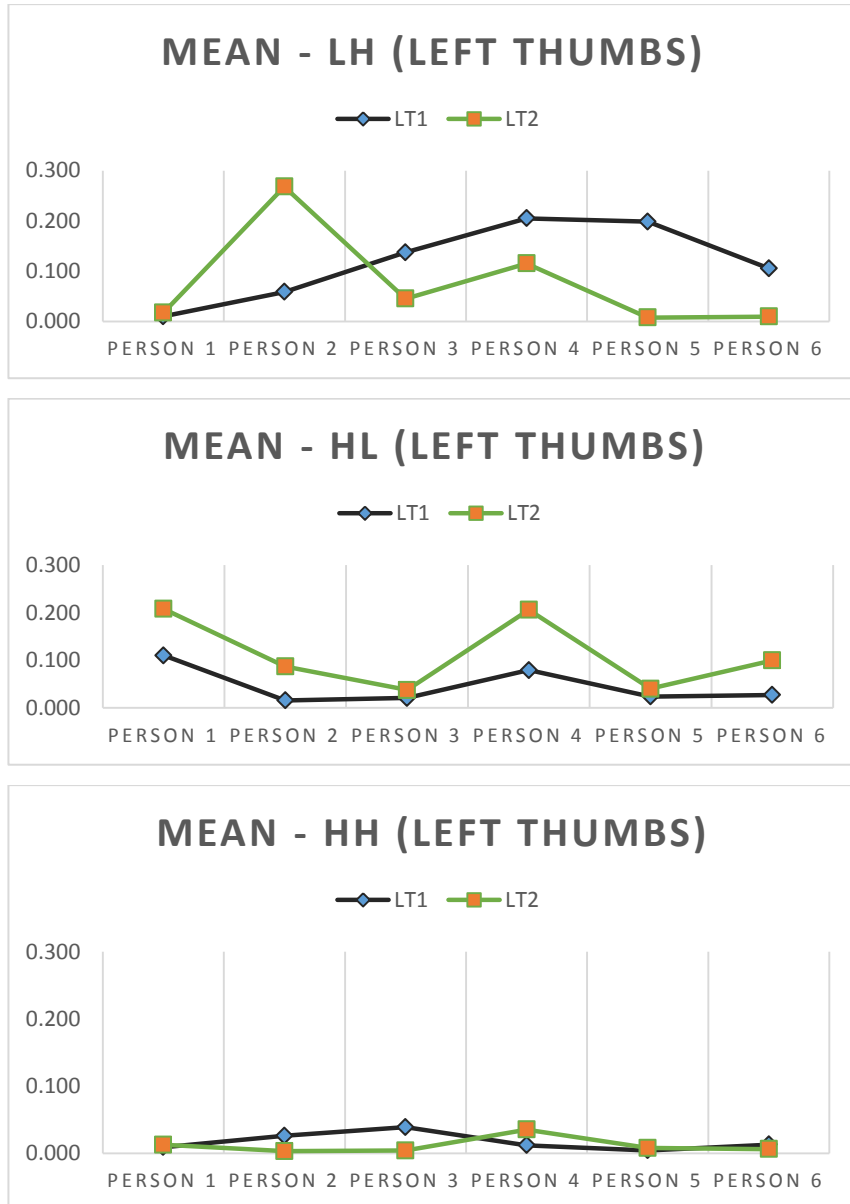 MEAN - LH (LEFT THUMBS)
LT1 LT2
0.300
0.200
0.100
0.000
PERSON 1 PERSON 2 PERSON 3 PERSON 4 PERSON 5 PERSON 6
MEAN - HL (LEFT THUMBS)
LT1 LT2
0.300
0.200
0.100
0.000
PERSON 1 PERSON 2 PERSON 3 PERSON 4 PERSON 5 PERSON 6
MEAN - HH (LEFT THUMBS)
LT1 LT2
0.300
0.200
0.100
0.000
PERSON 1 PERSON 2 PERSON 3 PERSON 4 PERSON 5 PERSON 6